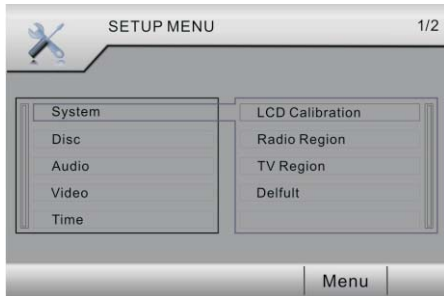 SETUP MENU 1/2
System
Disc
Audio
Video
Time
LCD Calibration
Radio Region
TV Region
Delfult
Menu